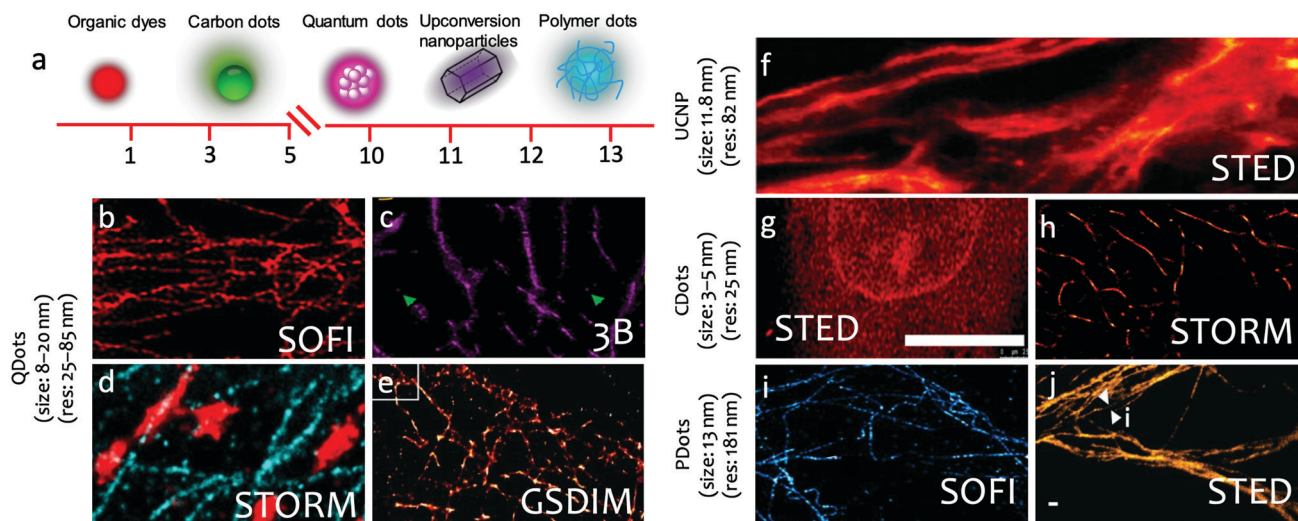 Organic dyes
Carbon dots
Quantum dots
Upconversion
nanoparticles
Polymer dots
a
1
3
5
10
11
12
13
QDots
(size: 8–20 nm)
(res: 25–85 nm)
b
SOFI
c
3B
d
STORM
e
GSDIM
UCNP
(size: 11.8 nm)
(res: 82 nm)
f
STED
CDots
(size: 3–5 nm)
(res: 25 nm)
g
STED
h
STORM
PDots
(size: 13 nm)
(res: 181 nm)
i
SOFI
j
i
STED